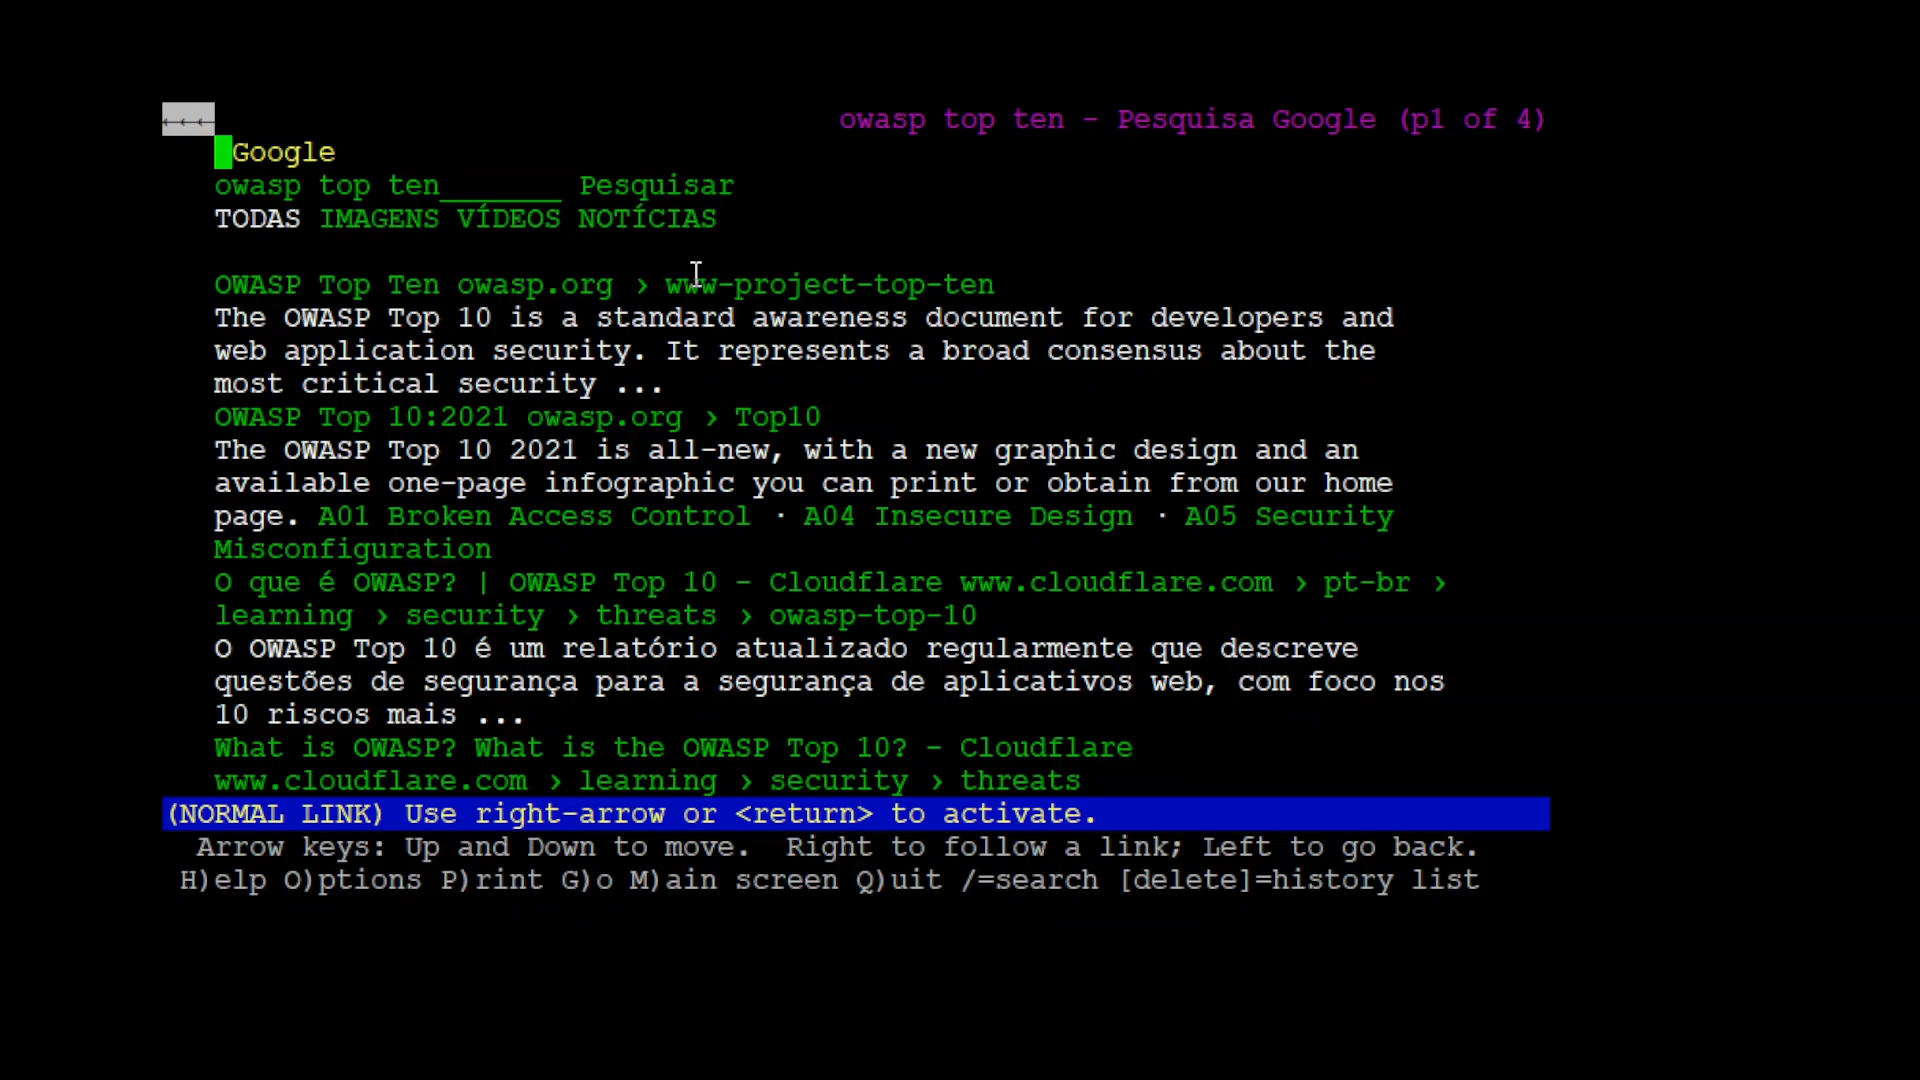 ←←← owasp top ten - Pesquisa Google (p1 of 4)
Google
owasp top ten_______ Pesquisar
TODAS IMAGENS VÍDEOS NOTÍCIAS
OWASP Top Ten owasp.org › www-project-top-ten
The OWASP Top 10 is a standard awareness document for developers and
web application security. It represents a broad consensus about the
most critical security ...
OWASP Top 10:2021 owasp.org › Top10
The OWASP Top 10 2021 is all-new, with a new graphic design and an
available one-page infographic you can print or obtain from our home
page. A01 Broken Access Control · A04 Insecure Design · A05 Security
Misconfiguration
O que é OWASP? | OWASP Top 10 - Cloudflare www.cloudflare.com › pt-br ›
learning › security › threats › owasp-top-10
O OWASP Top 10 é um relatório atualizado regularmente que descreve
questões de segurança para a segurança de aplicativos web, com foco nos
10 riscos mais ...
What is OWASP? What is the OWASP Top 10? - Cloudflare
www.cloudflare.com › learning › security › threats
(NORMAL LINK) Use right-arrow or <return> to activate.
Arrow keys: Up and Down to move. Right to follow a link; Left to go back.
H)elp O)ptions P)rint G)o M)ain screen Q)uit /=search [delete]=history list